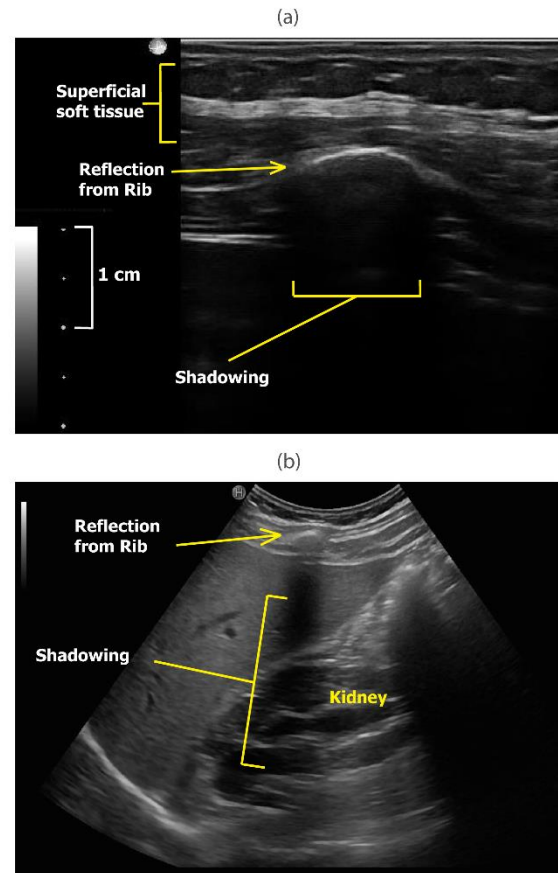 (a)
Superficial
soft tissue
Reflection
from Rib
1 cm
Shadowing
(b)
H
Reflection
from Rib
Shadowing
Kidney